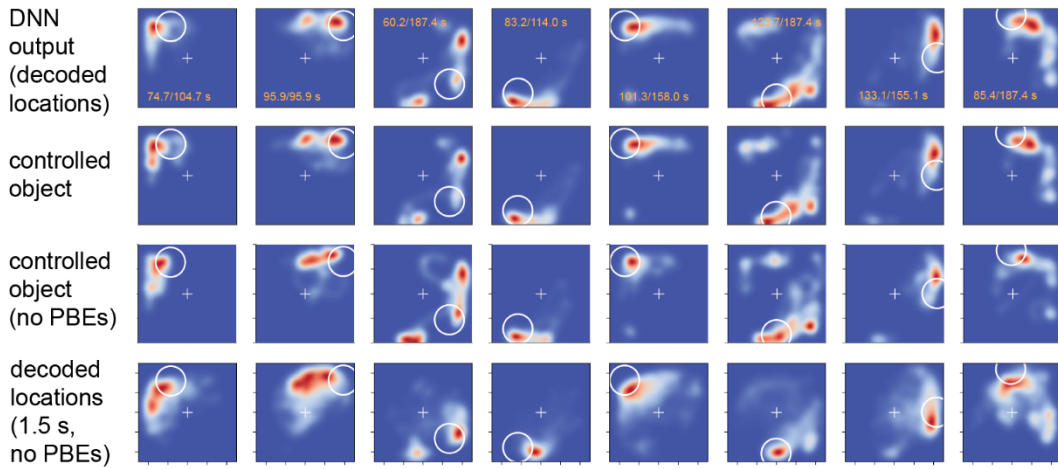 DNN
output
(decoded
locations)
74.7/104.7 s
95.9/95.9 s
60.2/187.4 s
83.2/114.0 s
101.3/158.0 s
133.1/155.1 s
85.4/187.4 s
controlled
object
controlled
object
(no PBEs)
decoded
locations
(1.5 s,
no PBEs)